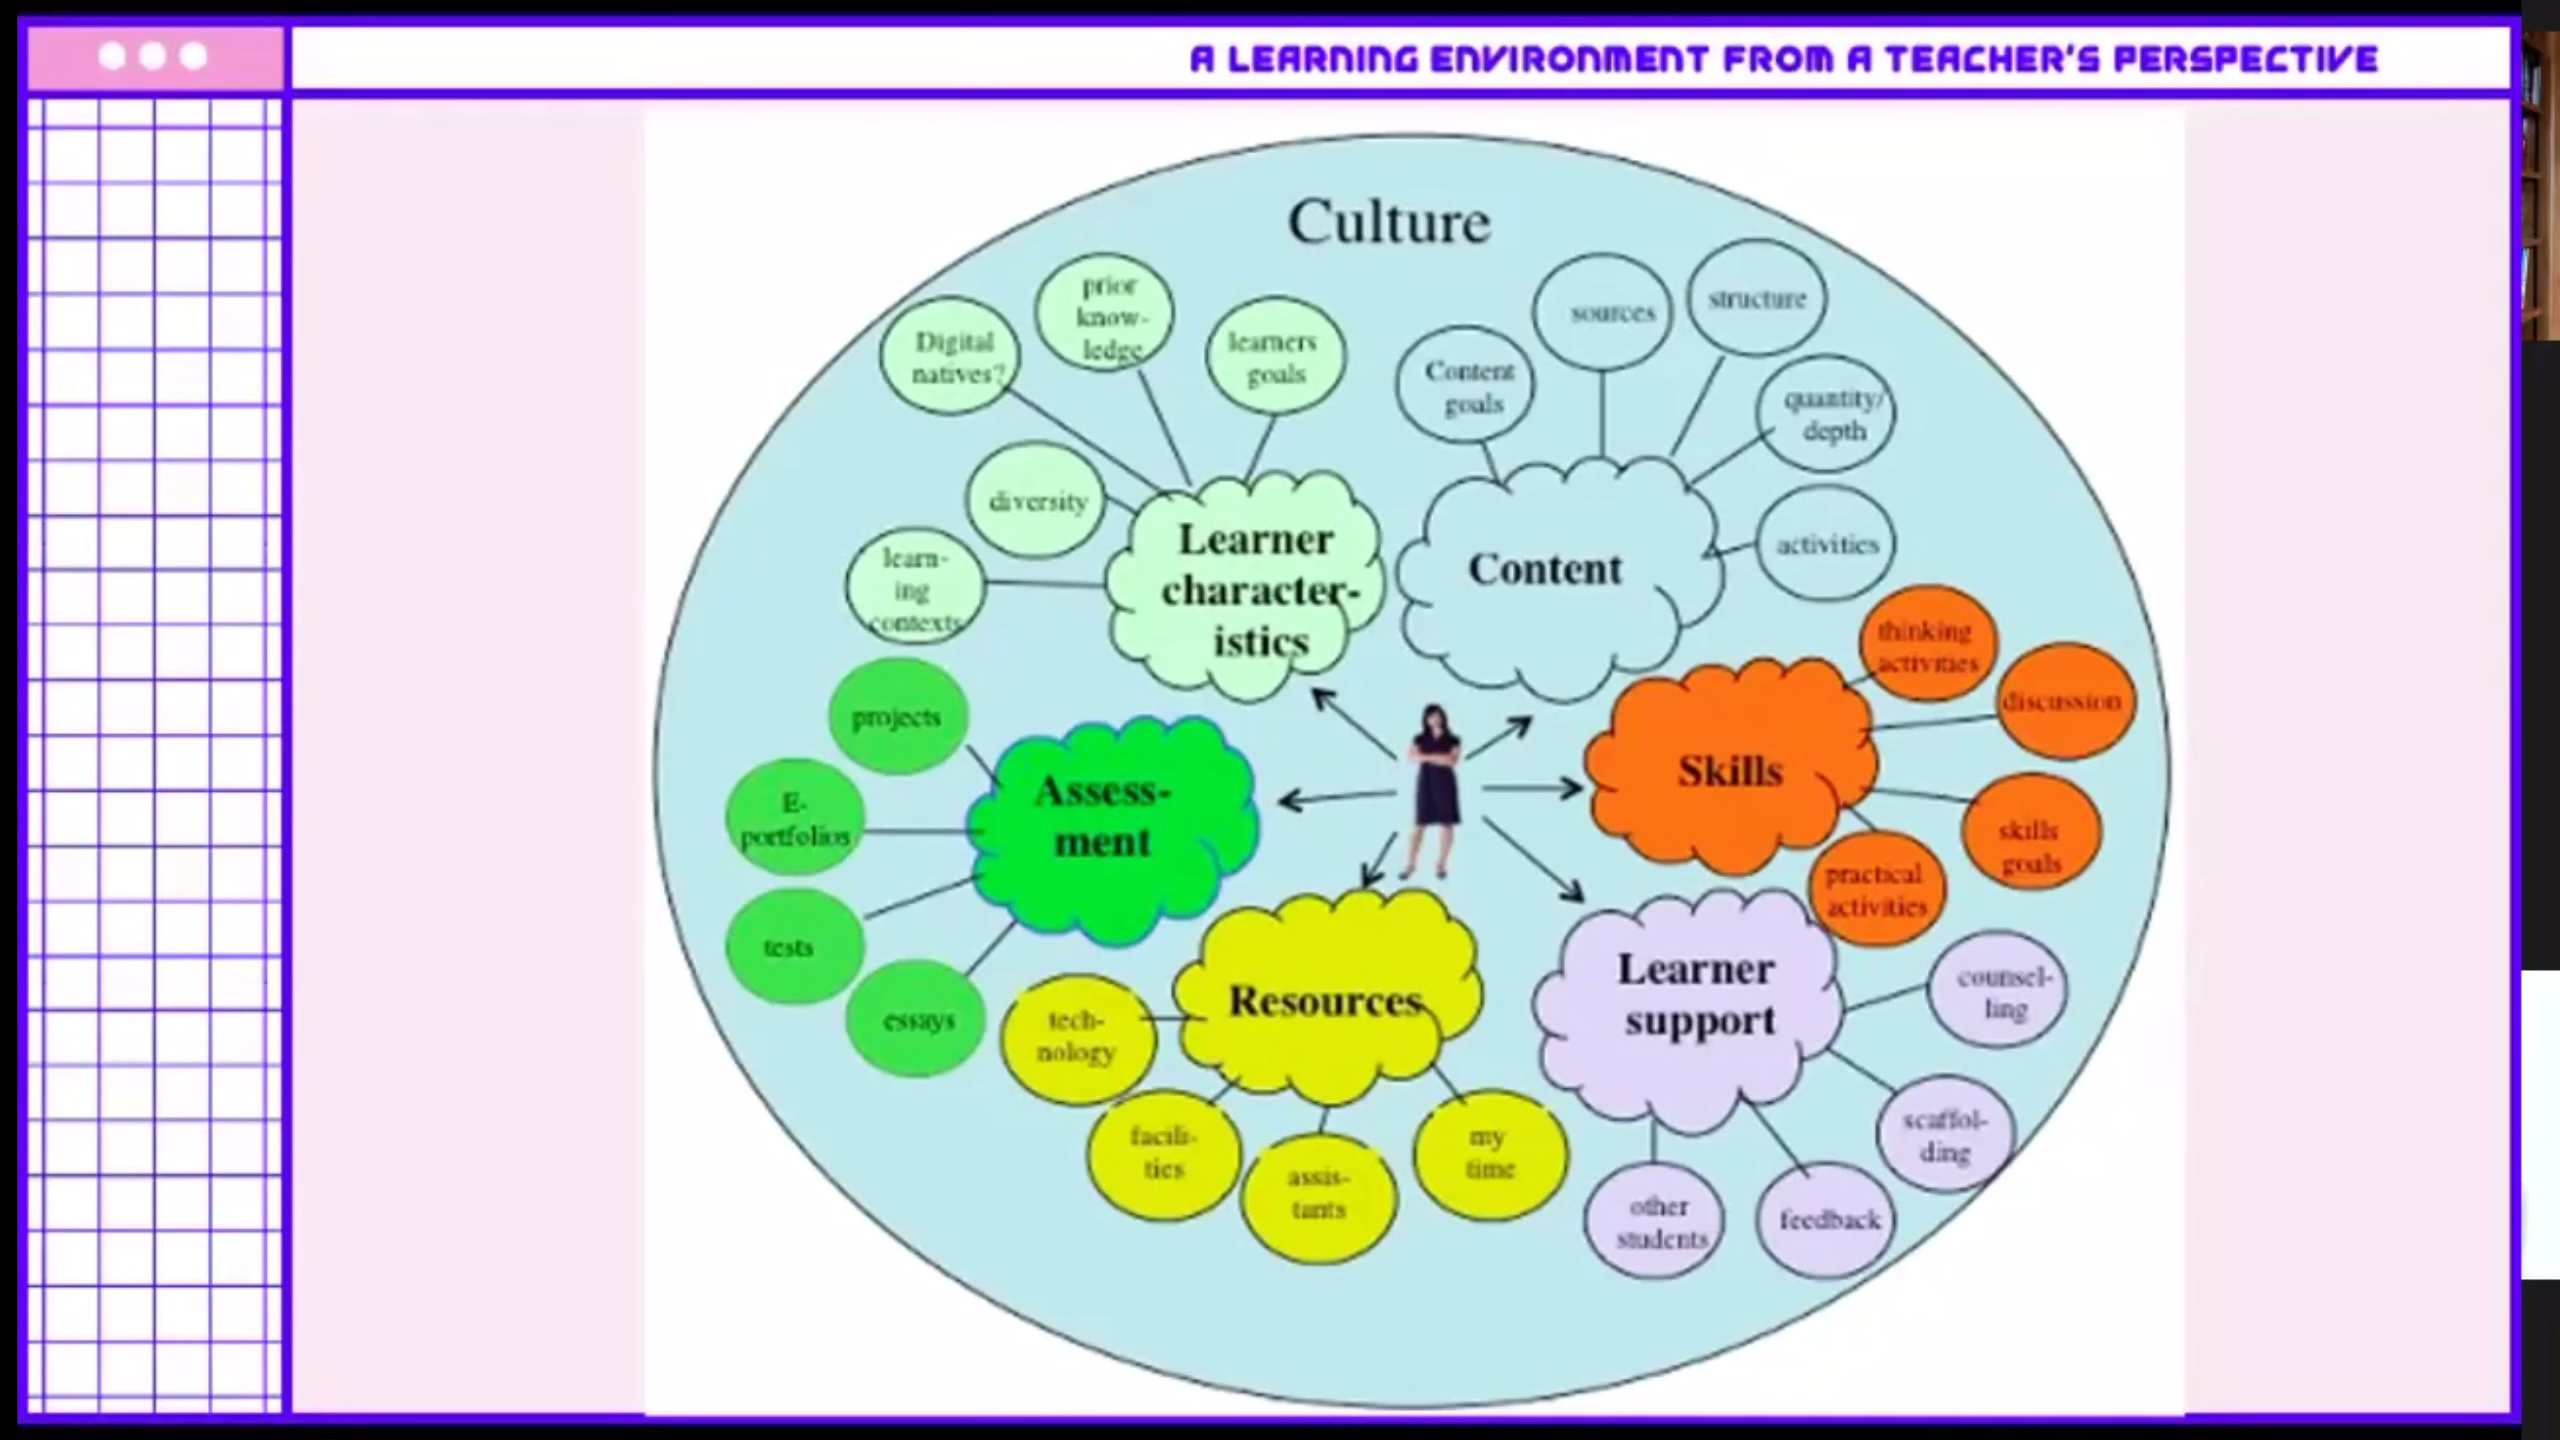 A LEARNING ENVIRONMENT FROM A TEACHER'S PERSPECTIVE
Culture
Digital
natives?
prior
know-
ledge
learners
goals
diversity
learn-
ing
contexts
Learner
character-
istics
Content
goals
sources
structure
quantity/
depth
activities
Content
thinking
activities
discussion
skills
goals
practical
activities
Skills
projects
E-
portfolios
tests
essays
Assess-
ment
Resources
tech-
nology
facili-
ties
assis-
tants
my
time
Learner
support
counsel-
ling
scaffol-
ding
feedback
other
students